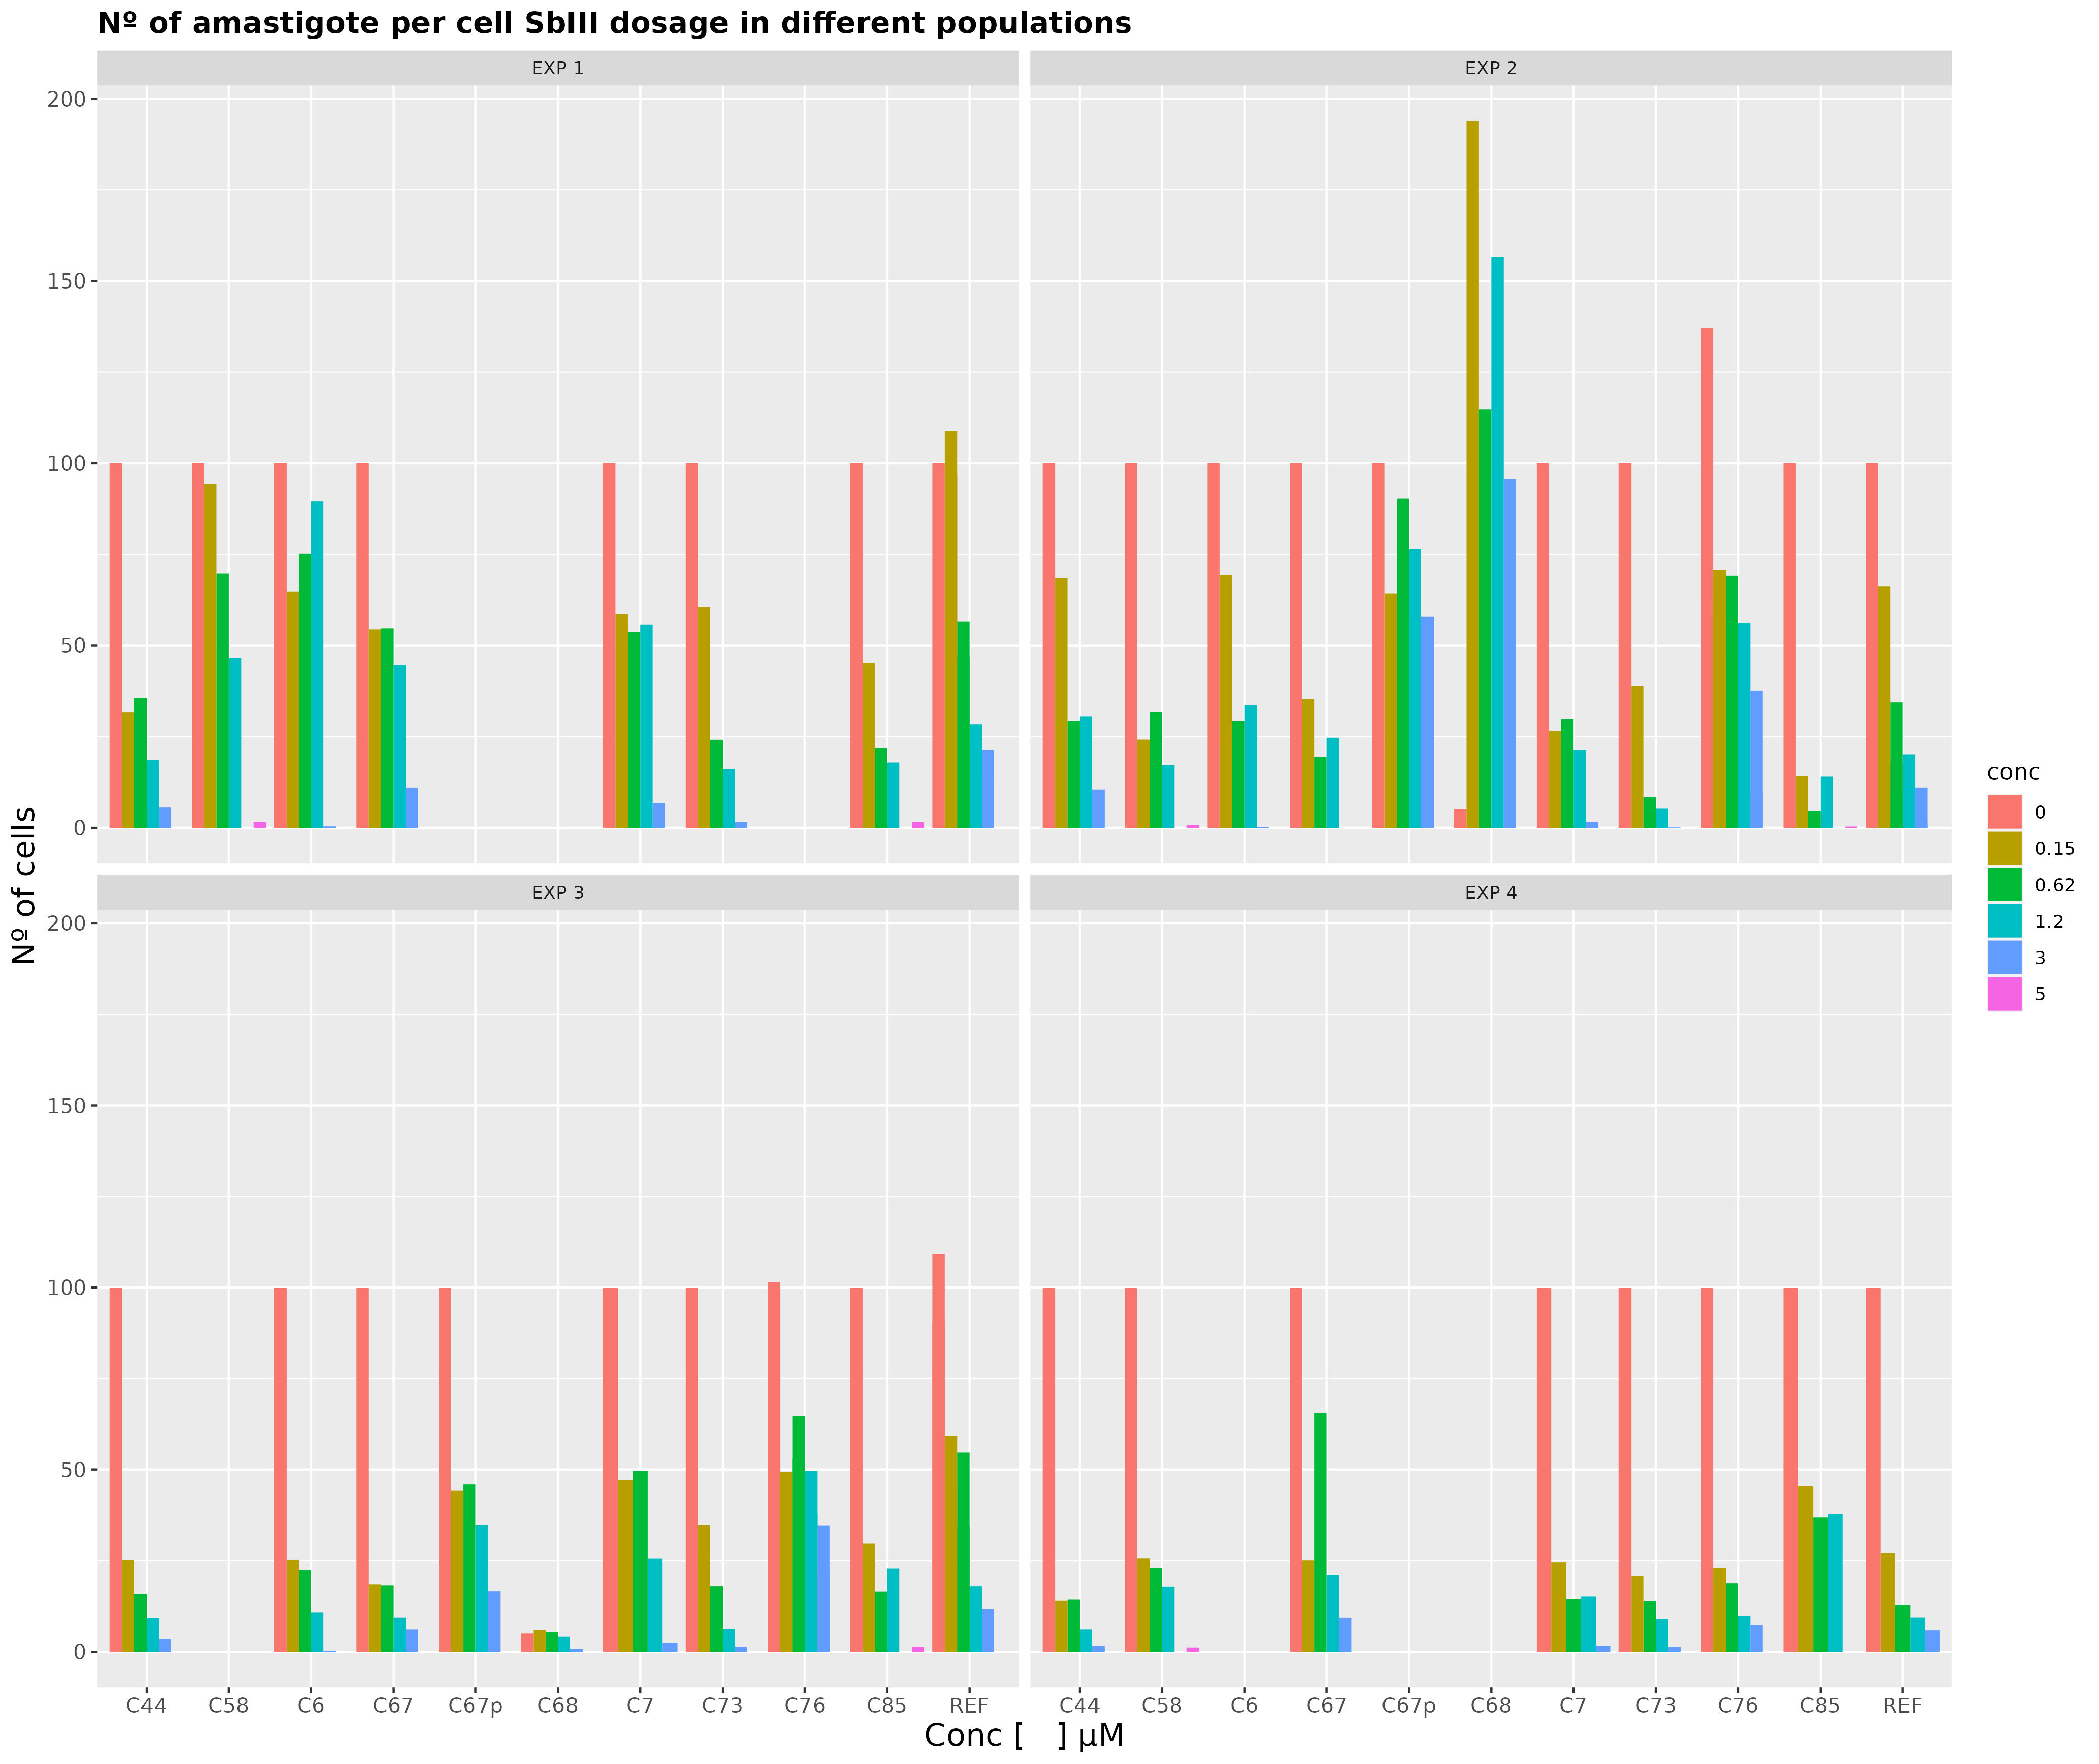 Nº of amastigote per cell SbIII dosage in different populations
EXP 1
EXP 2
200
150
100
50
0
EXP 3
EXP 4
200
150
100
50
0
Nº of cells
C44 C58 C6 C67 C67p C68 C7 C73 C76 C85 REF
C44 C58 C6 C67 C67p C68 C7 C73 C76 C85 REF
Conc [   ] µM
conc
0
0.15
0.62
1.2
3
5